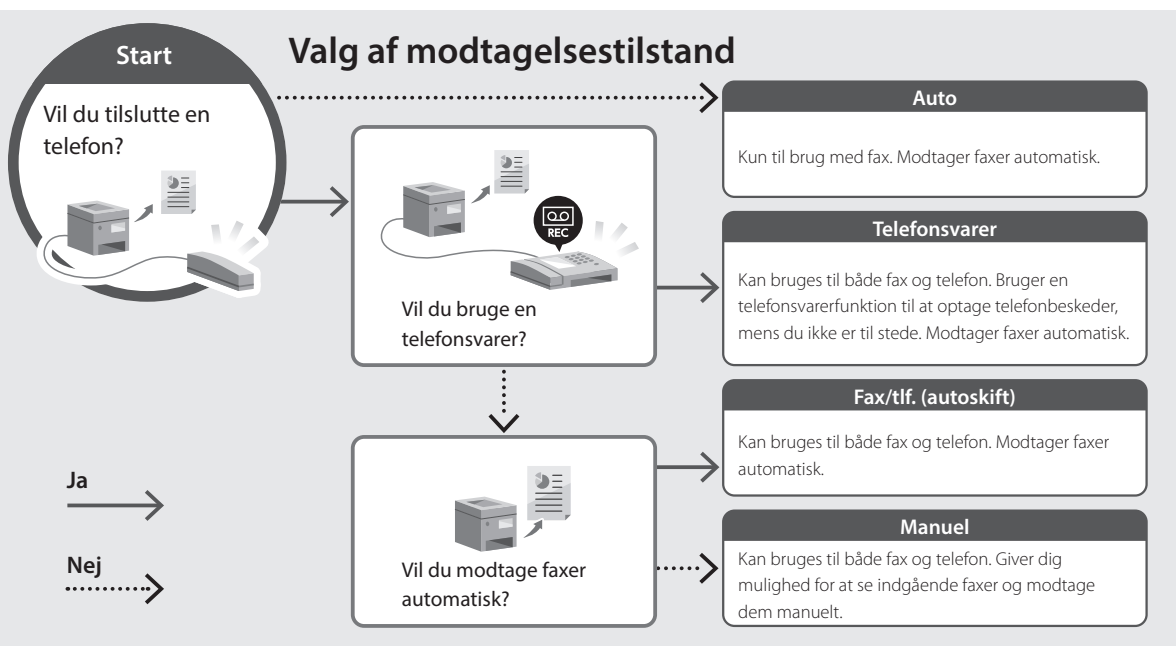 Valg af modtagelsestilstand
Start
Vil du tilslutte en
telefon?
REC
Vil du bruge en
telefonsvarer?
Vil du modtage faxer
automatisk?
Auto
Kun til brug med fax. Modtager faxer automatisk.
Telefonsvarer
Kan bruges til både fax og telefon. Bruger en
telefonsvarerfunktion til at optage telefonbeskeder,
mens du ikke er til stede. Modtager faxer automatisk.
Fax/tlf. (autoskift)
Kan bruges til både fax og telefon. Modtager faxer
automatisk.
Manuel
Kan bruges til både fax og telefon. Giver dig
mulighed for at se indgående faxer og modtage
dem manuelt.
Ja
Nej